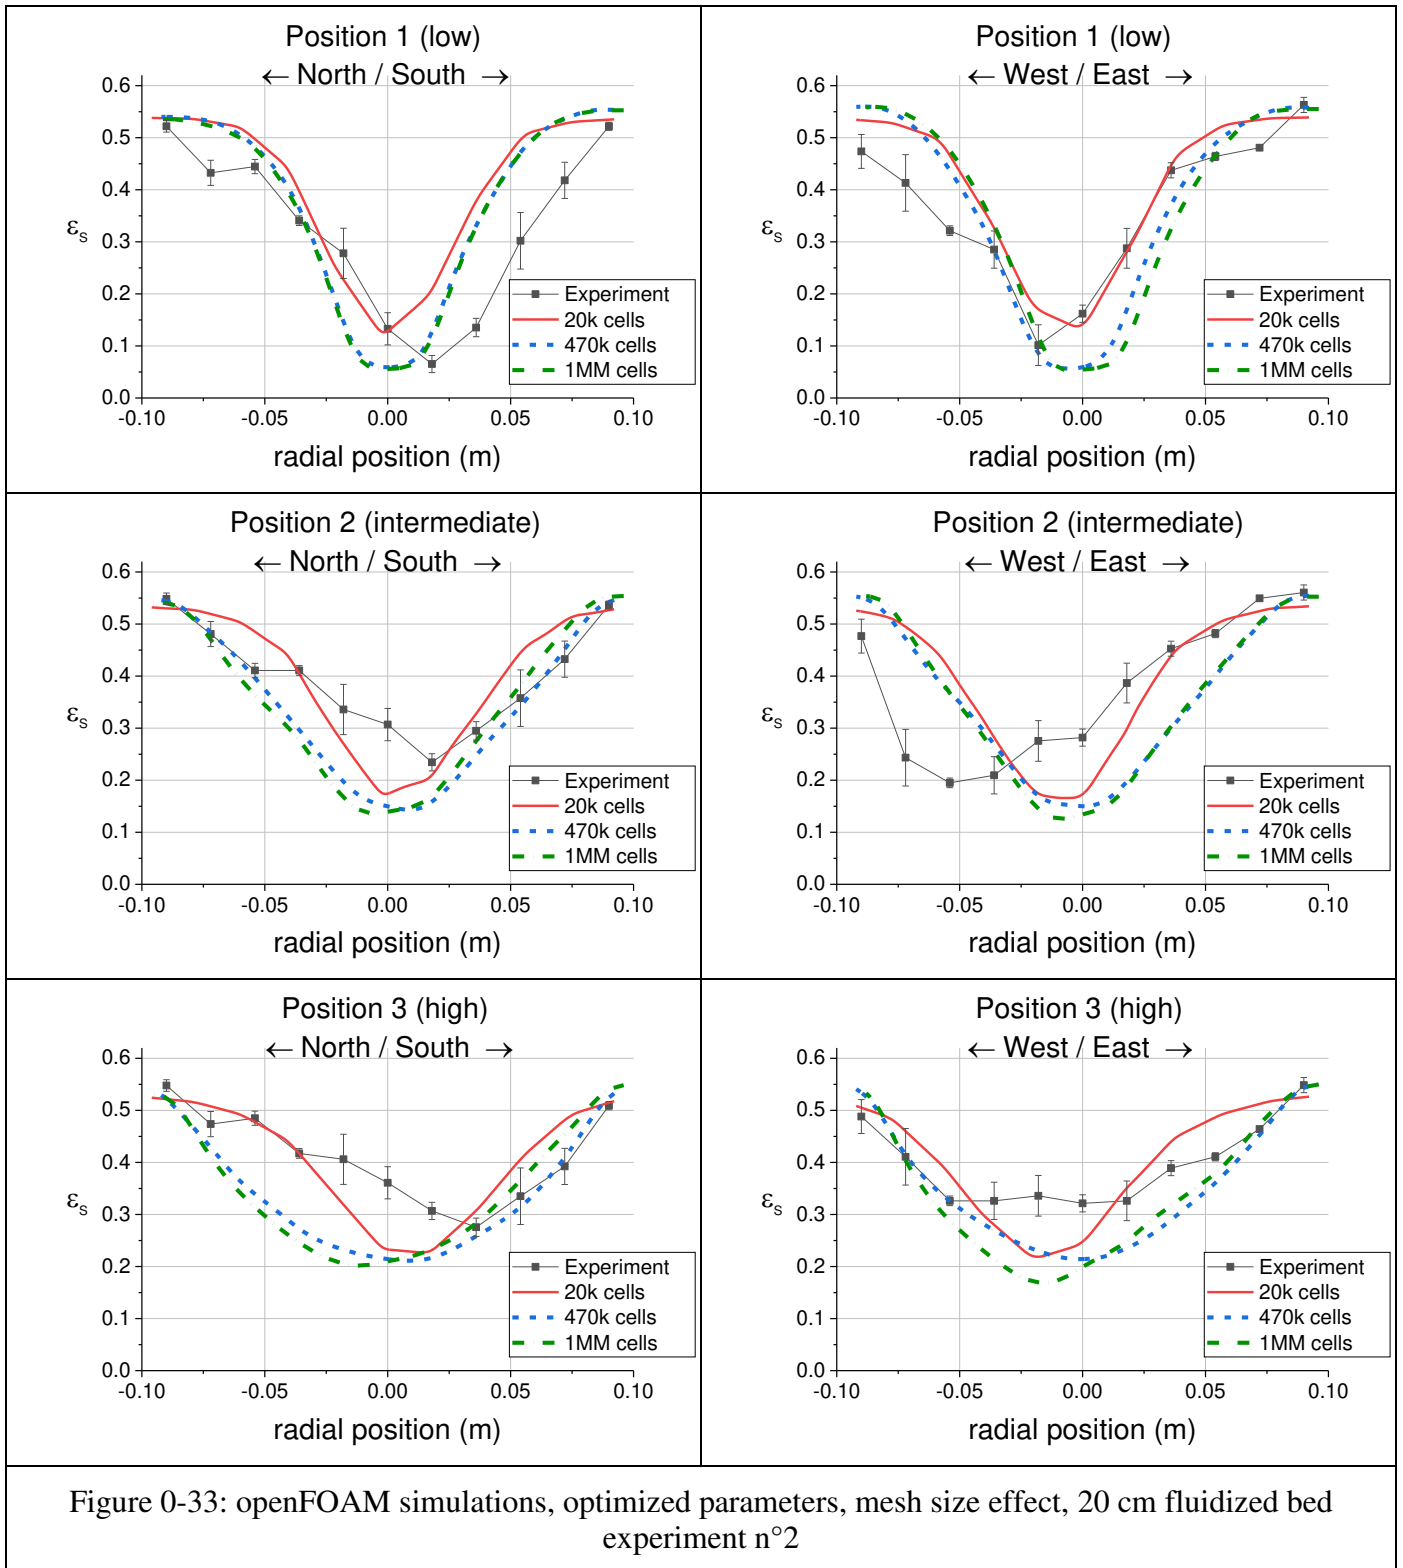 Position 1 (low)
← North / South →
0.6
0.5
0.4
0.3
0.2
0.1
0.0
εs
-0.10 -0.05 0.00 0.05 0.10
radial position (m)
Experiment
20k cells
470k cells
1MM cells
Position 1 (low)
← West / East →
0.6
0.5
0.4
0.3
0.2
0.1
0.0
εs
-0.10 -0.05 0.00 0.05 0.10
radial position (m)
Experiment
20k cells
470k cells
1MM cells
Position 2 (intermediate)
← North / South →
0.6
0.5
0.4
0.3
0.2
0.1
0.0
εs
-0.10 -0.05 0.00 0.05 0.10
radial position (m)
Experiment
20k cells
470k cells
1MM cells
Position 2 (intermediate)
← West / East →
0.6
0.5
0.4
0.3
0.2
0.1
0.0
εs
-0.10 -0.05 0.00 0.05 0.10
radial position (m)
Experiment
20k cells
470k cells
1MM cells
Position 3 (high)
← North / South →
0.6
0.5
0.4
0.3
0.2
0.1
0.0
εs
-0.10 -0.05 0.00 0.05 0.10
radial position (m)
Experiment
20k cells
470k cells
1MM cells
Position 3 (high)
← West / East →
0.6
0.5
0.4
0.3
0.2
0.1
0.0
εs
-0.10 -0.05 0.00 0.05 0.10
radial position (m)
Experiment
20k cells
470k cells
1MM cells
Figure 0-33: openFOAM simulations, optimized parameters, mesh size effect, 20 cm fluidized bed
experiment n°2